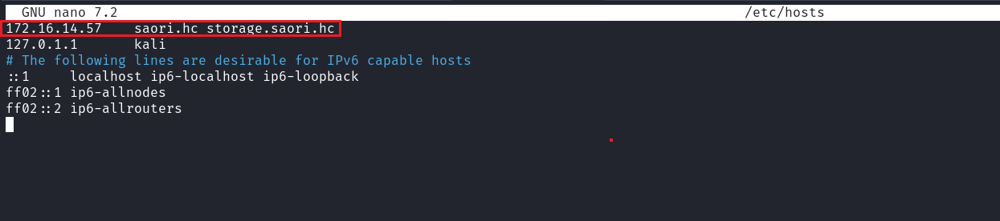 GNU nano 7.2 /etc/hosts
172.16.14.57 saori.hc storage.saori.hc
127.0.1.1 kali
# The following lines are desirable for IPv6 capable hosts
::1 localhost ip6-localhost ip6-loopback
ff02::1 ip6-allnodes
ff02::2 ip6-allrouters